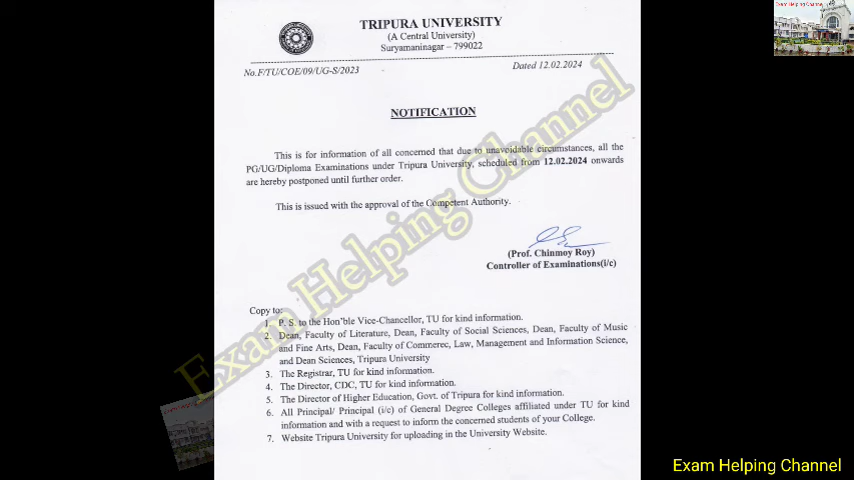 TRIPURA UNIVERSITY
(A Central University)
Suryamaninagar – 799022
No.F/TU/COE/09/UG-S/2023
Dated 12.02.2024
NOTIFICATION
This is for information of all concerned that due to unavoidable circumstances, all the
PG/UG/Diploma Examinations under Tripura University, scheduled from 12.02.2024 onwards
are hereby postponed until further order.
This is issued with the approval of the Competent Authority.
(Prof. Chinmoy Roy)
Controller of Examinations(i/c)
Copy to:
1. P. S. to the Hon'ble Vice-Chancellor, TU for kind information.
2. Dean, Faculty of Literature, Dean, Faculty of Social Sciences, Dean, Faculty of Music
and Fine Arts, Dean, Faculty of Commerec, Law, Management and Information Science,
and Dean Sciences, Tripura University
3. The Registrar, TU for kind information.
4. The Director, CDC, TU for kind information.
5. The Director of Higher Education, Govt. of Tripura for kind information.
6. All Principal/ Principal (i/c) of General Degree Colleges affiliated under TU for kind
information and with a request to inform the concerned students of your College.
7. Website Tripura University for uploading in the University Website.
Exam Helping Channel
Exam Helping Channel
Exam Helping Channel